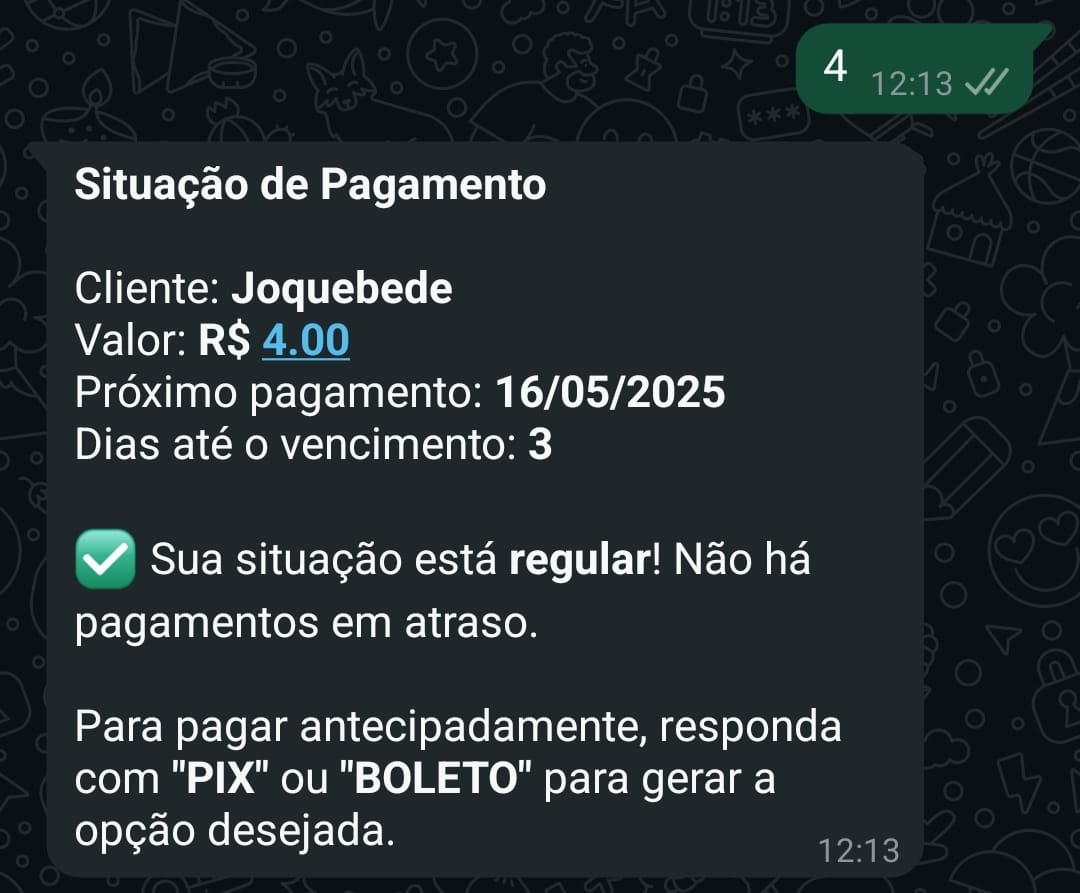 4 12:13
Situação de Pagamento
Cliente: Joquebede
Valor: R$ 4.00
Próximo pagamento: 16/05/2025
Dias até o vencimento: 3
✅ Sua situação está regular! Não há
pagamentos em atraso.
Para pagar antecipadamente, responda
com "PIX" ou "BOLETO" para gerar a
opção desejada.
12:13